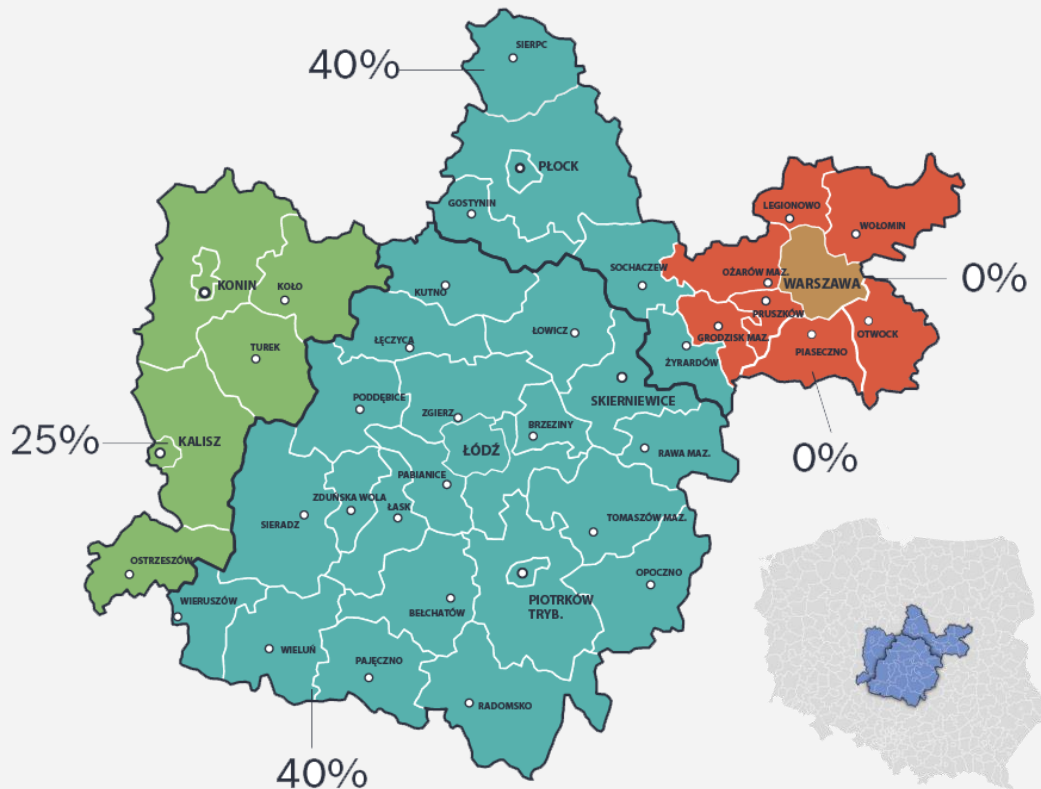 SIERPC
40%
PŁOCK
GOSTYNIN
LEGIONOWO
WOŁOMIN
SOCHACZEW
OŻARÓW MAZ.
WARSZAWA
0%
KONIN
KOŁO
KUTNO
PRUSZKÓW
GRODZISK MAZ.
OTWOCK
PIASECZNO
ŁOWICZ
ŁĘCZYCA
TUREK
ŻYRARDÓW
SKIERNIEWICE
PODDĘBICE
ZGIERZ
BRZEZINY
25%
KALISZ
ŁÓDŹ
RAWA MAZ.
0%
PABIANICE
ZDUŃSKA WOLA
ŁASK
SIERADZ
TOMASZÓW MAZ.
OSTRZESZÓW
OPOCZNO
WIERUSZÓW
BEŁCHATÓW
PIOTRKÓW
TRYB.
WIELUŃ
PAJĘCZNO
RADOMSKO
40%